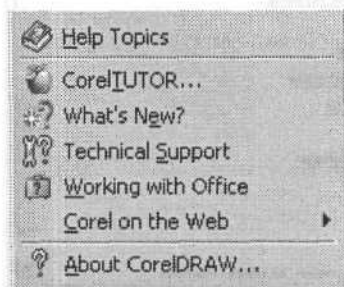 Help Topics
CorelTUTOR...
What's New?
Technical Support
Working with Office
Corel on the Web
About CorelDRAW...